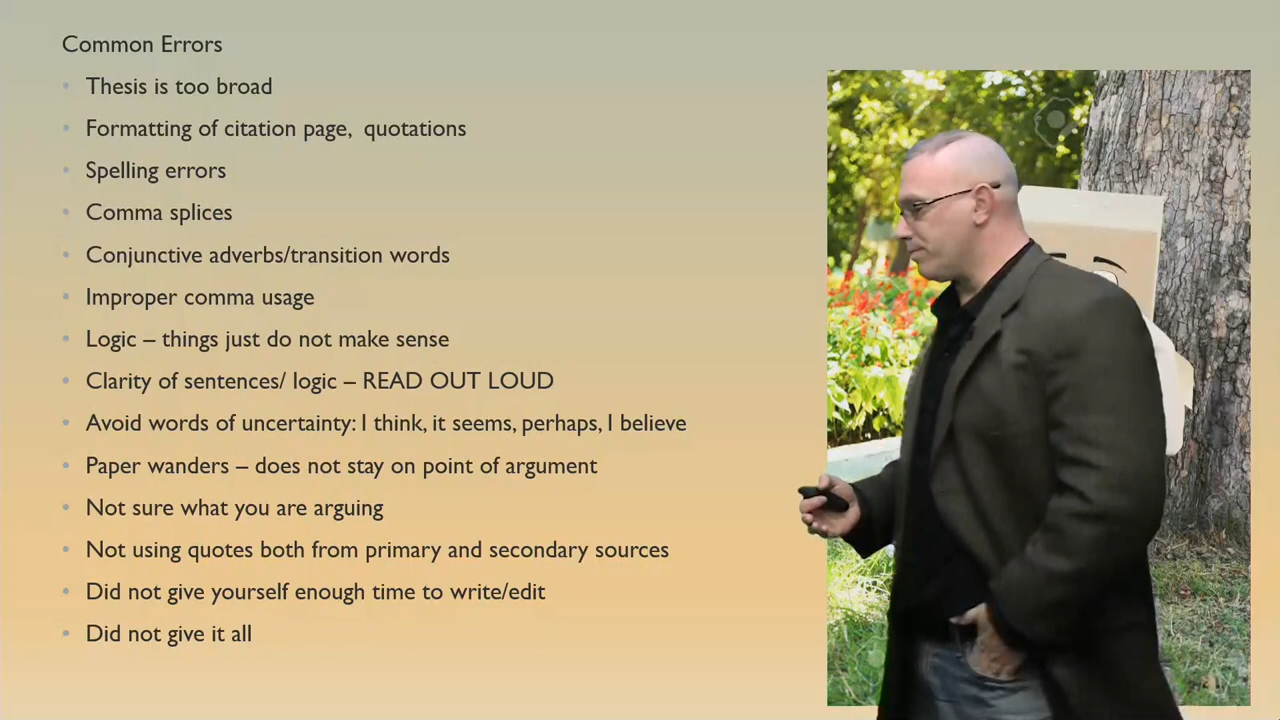 Common Errors
• Thesis is too broad
• Formatting of citation page, quotations
• Spelling errors
• Comma splices
• Conjunctive adverbs/transition words
• Improper comma usage
• Logic – things just do not make sense
• Clarity of sentences/ logic – READ OUT LOUD
• Avoid words of uncertainty: I think, it seems, perhaps, I believe
• Paper wanders – does not stay on point of argument
• Not sure what you are arguing
• Not using quotes both from primary and secondary sources
• Did not give yourself enough time to write/edit
• Did not give it all